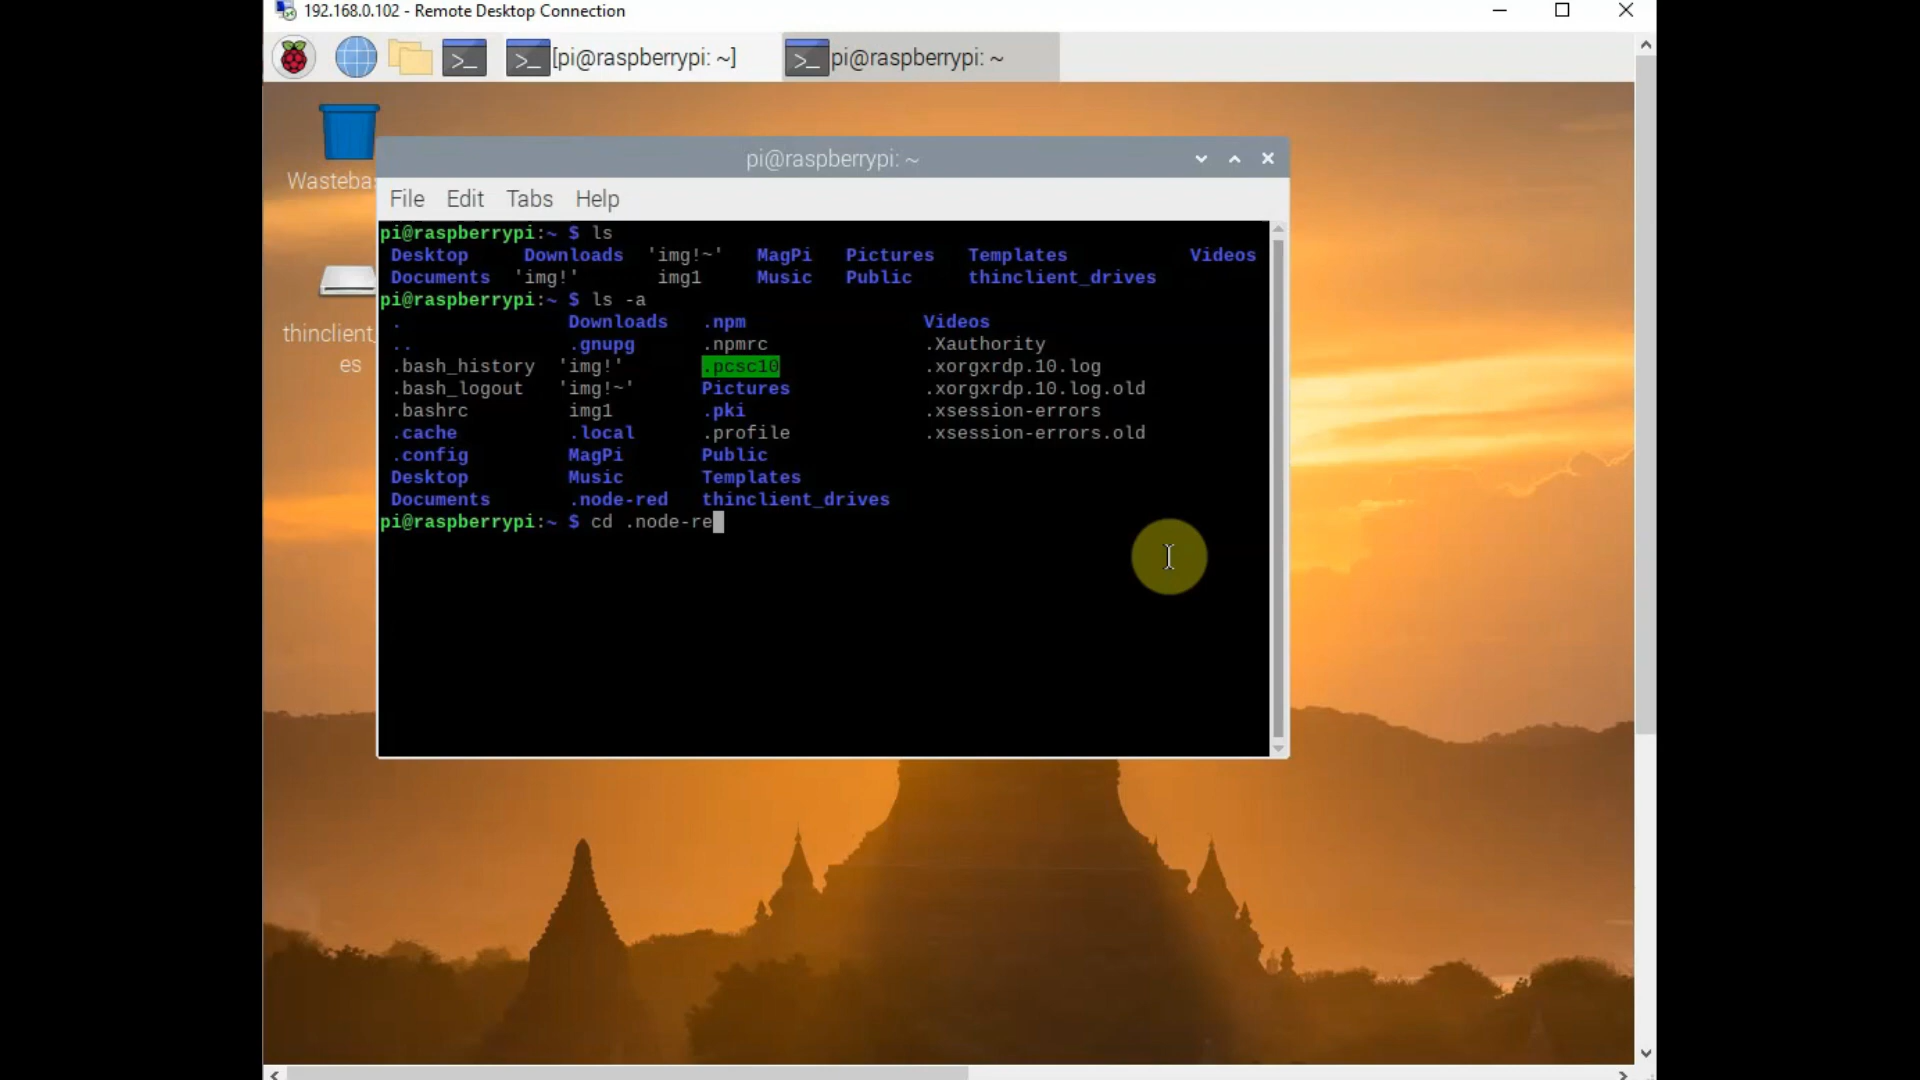 192.168.0.102 - Remote Desktop Connection
[pi@raspberrypi: ~] pi@raspberrypi: ~
pi@raspberrypi: ~
File Edit Tabs Help
pi@raspberrypi:~ $ ls
Desktop Downloads 'img!~' MagPi Pictures Templates Videos
Documents 'img!' img1 Music Public thinclient_drives
pi@raspberrypi:~ $ ls -a
. Downloads .npm Videos
.. .gnupg .npmrc .Xauthority
.bash_history 'img!' .pcsc10 .xorgxrdp.10.log
.bash_logout 'img!~' Pictures .xorgxrdp.10.log.old
.bashrc img1 .pki .xsession-errors
.cache .local .profile .xsession-errors.old
.config MagPi Public
Desktop Music Templates
Documents .node-red thinclient_drives
pi@raspberrypi:~ $ cd .node-re
Wasteba
thinclient_
es